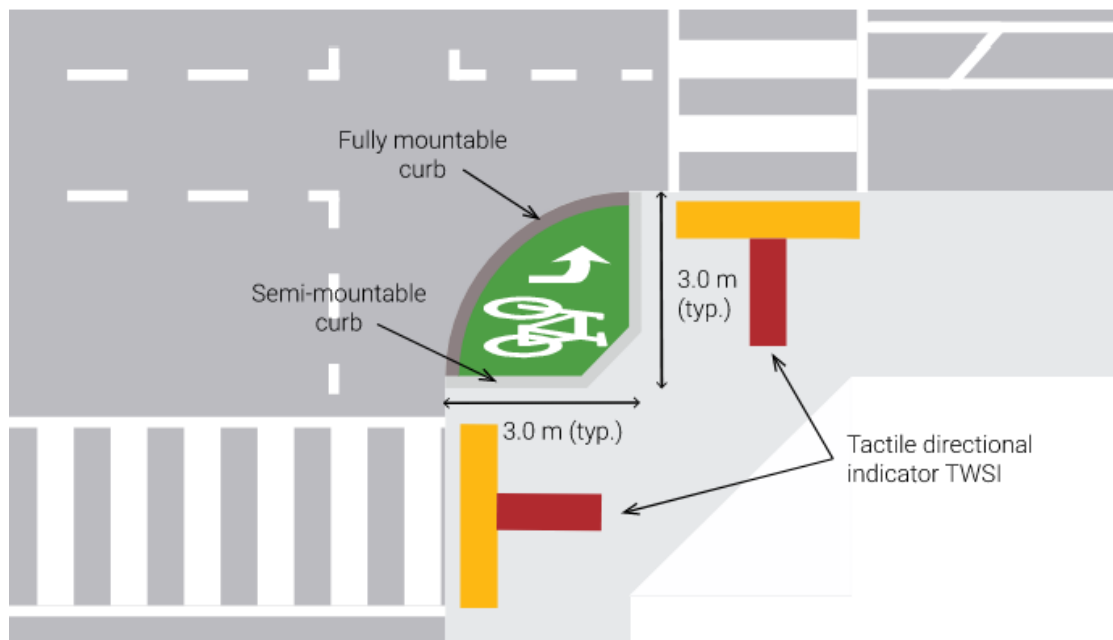 Fully mountable
curb
Semi-mountable
curb
3.0 m
(typ.)
3.0 m (typ.)
Tactile directional
indicator TWSI